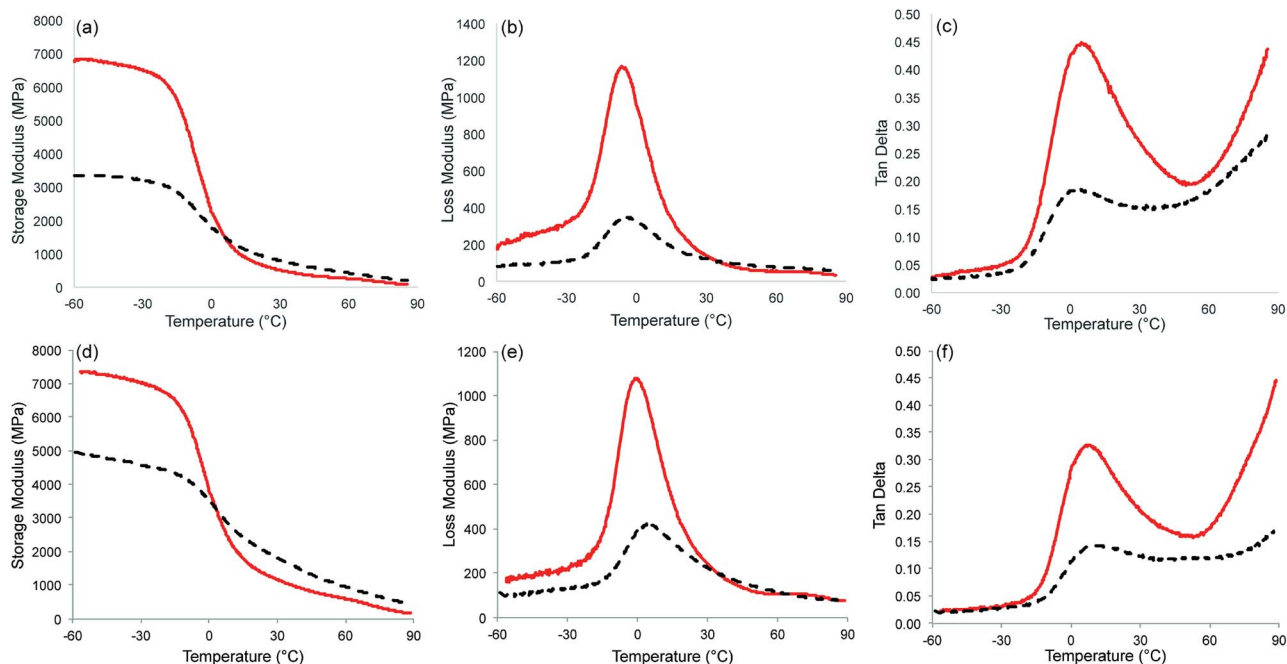 (a)
Storage Modulus (MPa)
8000
7000
6000
5000
4000
3000
2000
1000
0
-60 -30 0 30 60 90
Temperature (°C)
(b)
Loss Modulus (MPa)
1400
1200
1000
800
600
400
200
0
-60 -30 0 30 60 90
Temperature (°C)
(c)
Tan Delta
0.50
0.45
0.40
0.35
0.30
0.25
0.20
0.15
0.10
0.05
0.00
-60 -30 0 30 60 90
Temperature (°C)
(d)
Storage Modulus (MPa)
8000
7000
6000
5000
4000
3000
2000
1000
0
-60 -30 0 30 60 90
Temperature (°C)
(e)
Loss Modulus (MPa)
1200
1000
800
600
400
200
0
-60 -30 0 30 60 90
Temperature (°C)
(f)
Tan Delta
0.50
0.45
0.40
0.35
0.30
0.25
0.20
0.15
0.10
0.05
0.00
-60 -30 0 30 60 90
Temperature (°C)